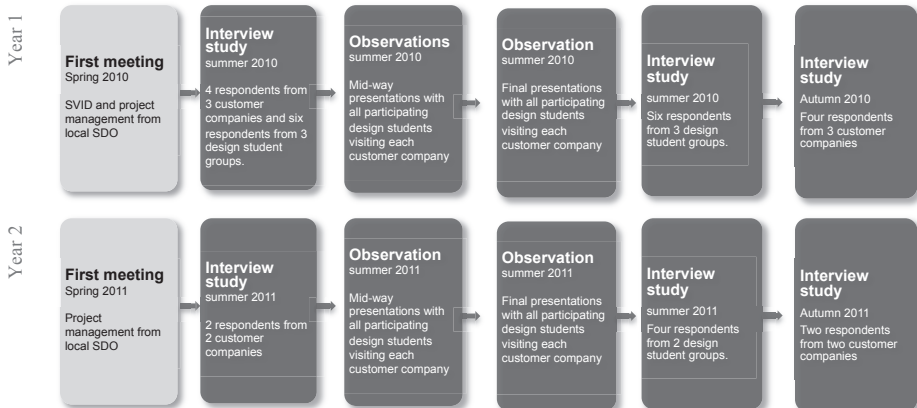 Year 1
First meeting
Spring 2010
SVID and project
management from
local SDO
Interview
study
summer 2010
4 respondents from
3 customer
companies and six
respondents from 3
design student
groups.
Observations
summer 2010
Mid-way
presentations with
all participating
design students
visiting each
customer company
Observation
summer 2010
Final presentations
with all participating
design students
visiting each
customer company
Interview
study
summer 2010
Six respondents
from 3 design
student groups.
Interview
study
Autumn 2010
Four respondents
from 3 customer
companies
Year 2
First meeting
Spring 2011
Project
management from
local SDO
Interview
study
summer 2011
2 respondents from
2 customer
companies
Observation
summer 2011
Mid-way
presentations with
all participating
design students
visiting each
customer company
Observation
summer 2011
Final presentations
with all participating
design students
visiting each
customer company
Interview
study
summer 2011
Four respondents
from 2 design
student groups.
Interview
study
Autumn 2011
Two respondents
from two customer
companies